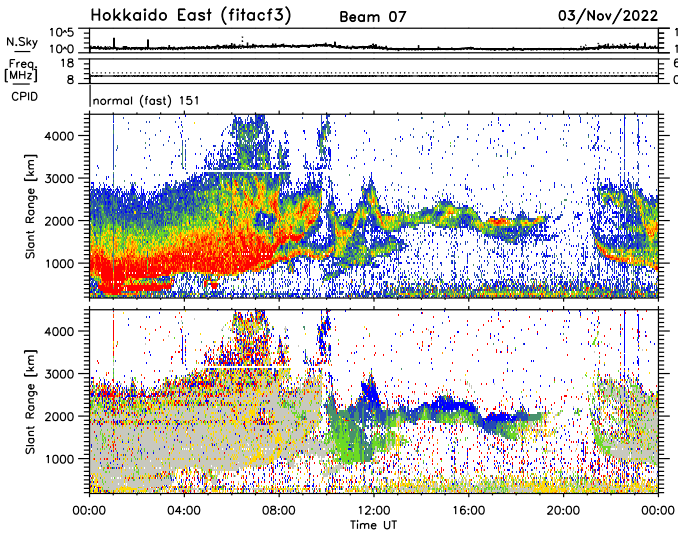 Hokkaido East (fitacf3) Beam 07 03/Nov/2022
N.Sky 10^5 10^0 1 1
Freq. [MHz] 18 8 6 0
CPID normal (fast) 151
Slant Range [km] 4000 3000 2000 1000
Slant Range [km] 4000 3000 2000 1000
00:00 04:00 08:00 12:00 16:00 20:00 00:00
Time UT